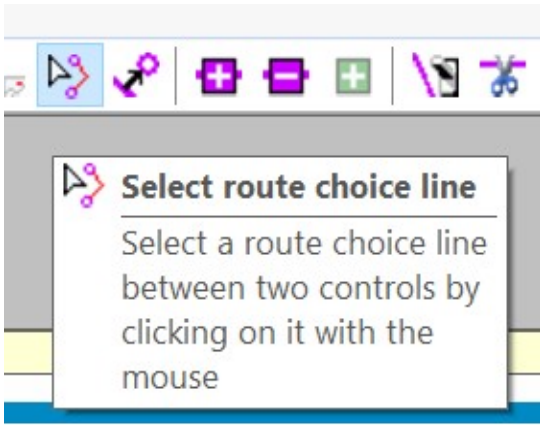 Select route choice line
Select a route choice line
between two controls by
clicking on it with the
mouse